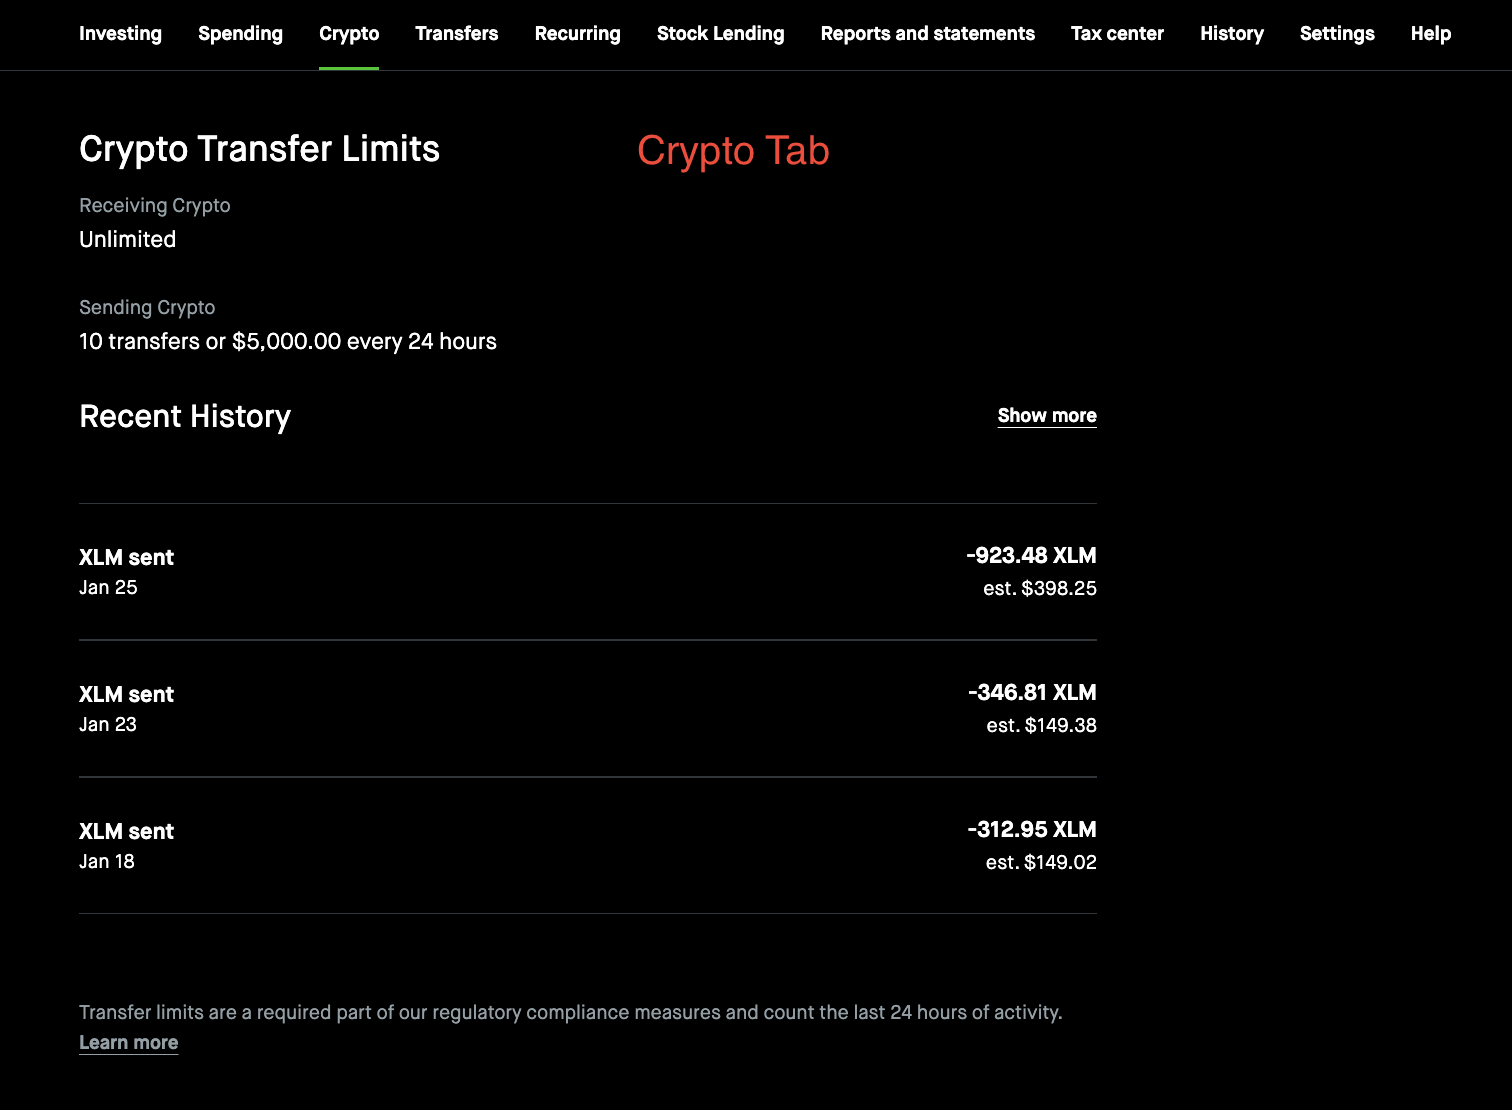 Investing Spending Crypto Transfers Recurring Stock Lending Reports and statements Tax center History Settings Help
Crypto Transfer Limits
Crypto Tab
Receiving Crypto
Unlimited
Sending Crypto
10 transfers or $5,000.00 every 24 hours
Recent History
Show more
XLM sent
-923.48 XLM
Jan 25
est. $398.25
XLM sent
-346.81 XLM
Jan 23
est. $149.38
XLM sent
-312.95 XLM
Jan 18
est. $149.02
Transfer limits are a required part of our regulatory compliance measures and count the last 24 hours of activity.
Learn more